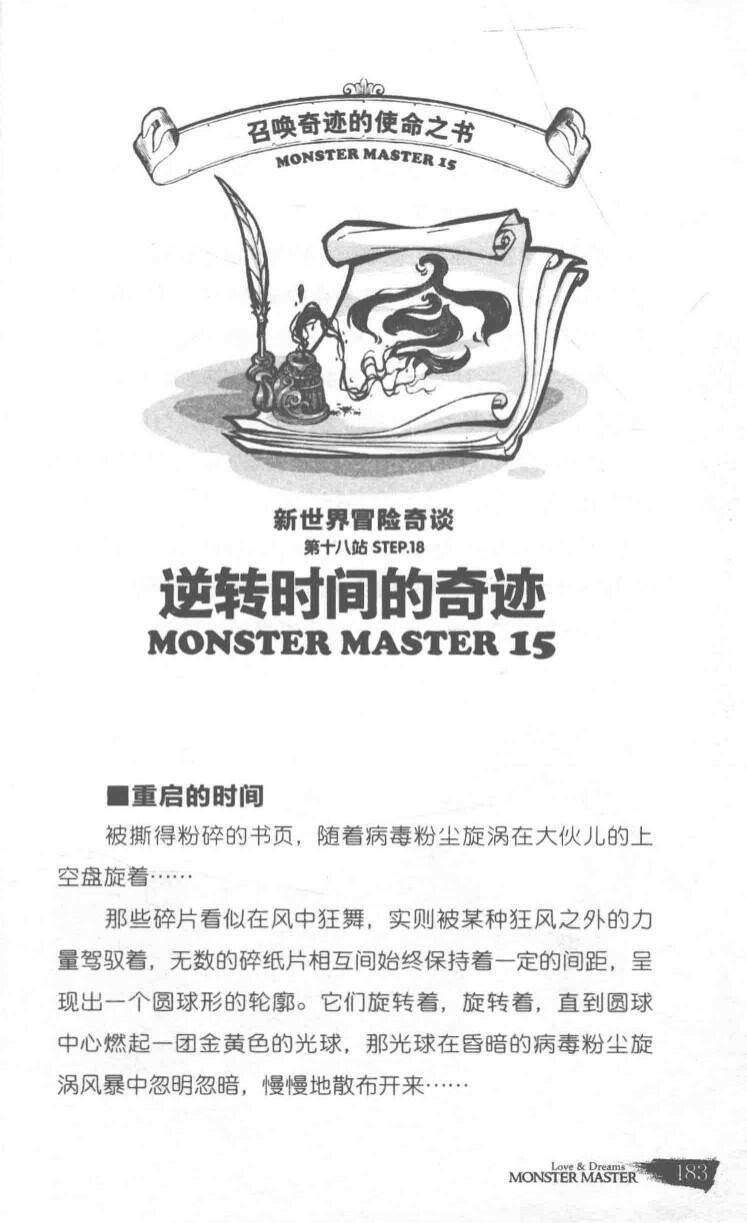 召唤奇迹的使命之书
MONSTER MASTER 15
新世界冒险奇谈
第十八站 STEP.18
逆转时间的奇迹
MONSTER MASTER 15
■重启的时间
被撕得粉碎的书页，随着病毒粉尘旋涡在大伙儿的上
空盘旋着……
那些碎片看似在风中狂舞，实则被某种狂风之外的力
量驾驭着，无数的碎纸片相互间始终保持着一定的间距，呈
现出一个圆球形的轮廓。它们旋转着，旋转着，直到圆球
中心燃起一团金黄色的光球，那光球在昏暗的病毒粉尘旋
涡风暴中忽明忽暗，慢慢地散布开来……
Love & Dreams
MONSTER MASTER 183